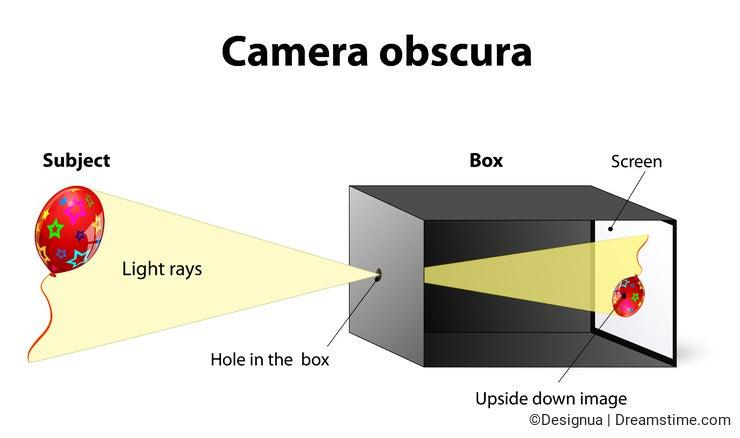 Camera obscura
Subject
Box
Screen
Light rays
Hole in the box
Upside down image
©Designua | Dreamstime.com